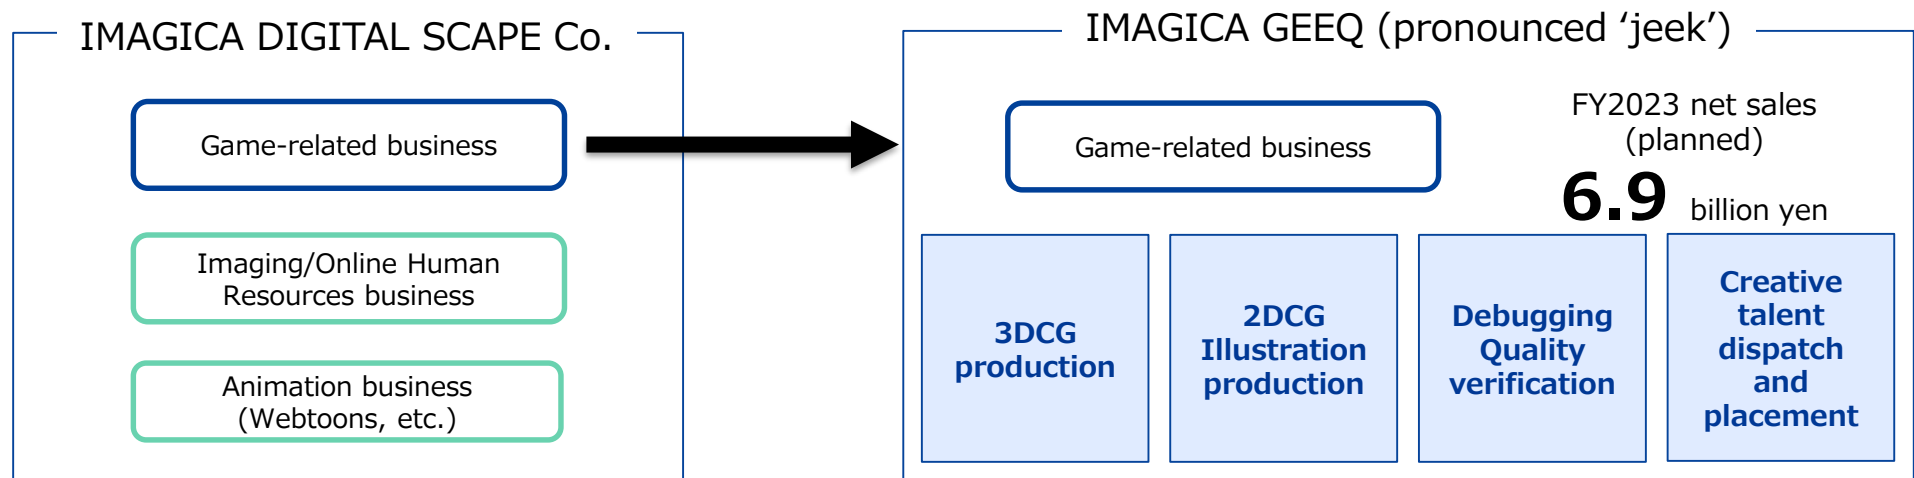 IMAGICA DIGITAL SCAPE Co.
Game-related business
Imaging/Online Human
Resources business
Animation business
(Webtoons, etc.)
IMAGICA GEEQ (pronounced ‘jeek’)
Game-related business
FY2023 net sales
(planned)
6.9 billion yen
3DCG
production
2DCG
Illustration
production
Debugging
Quality
verification
Creative
talent
dispatch
and
placement